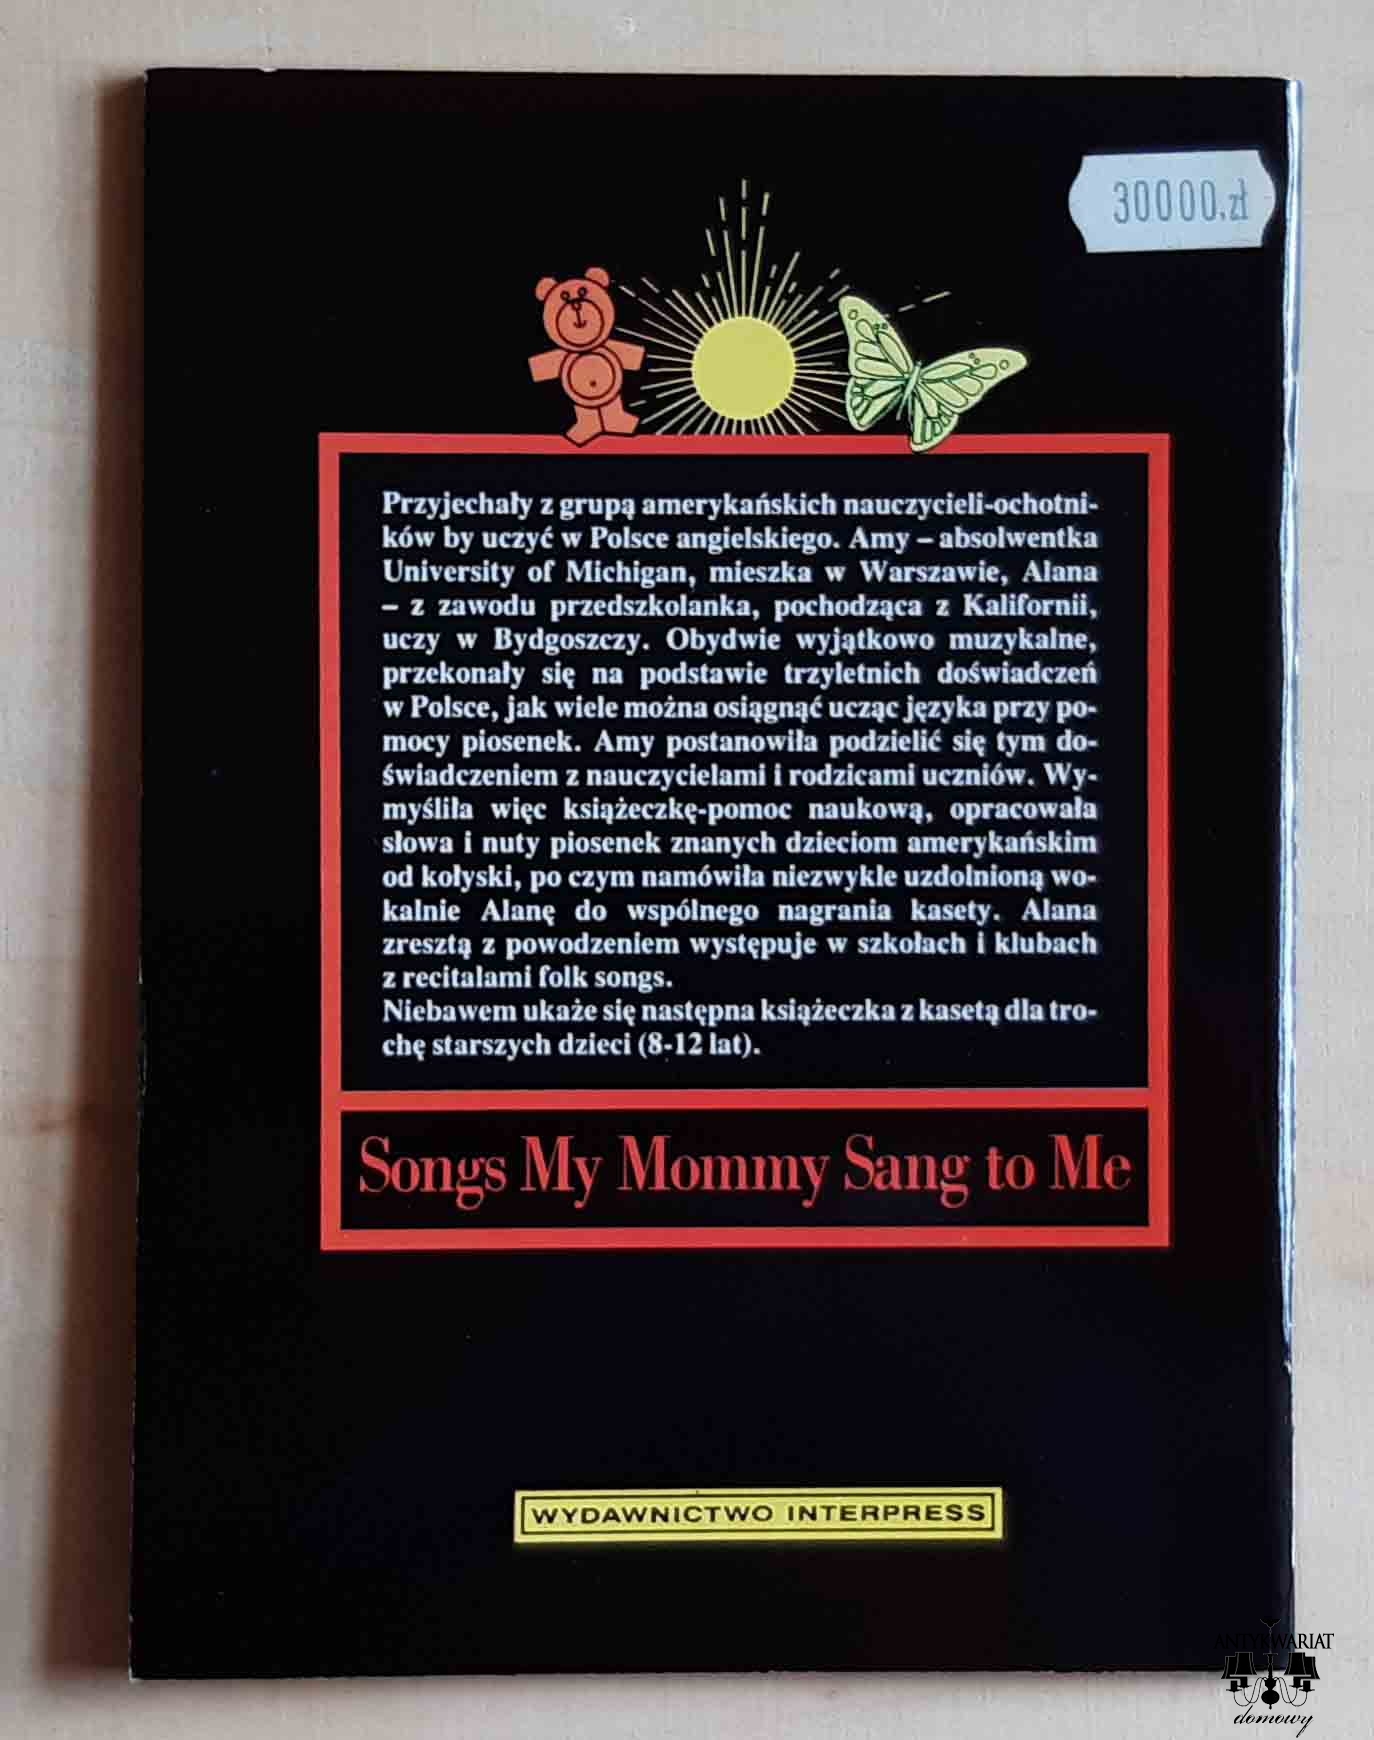 30000.zł
Przyjechały z grupą amerykańskich nauczycieli-ochotni-
ków by uczyć w Polsce angielskiego. Amy – absolwentka
University of Michigan, mieszka w Warszawie, Alana
– z zawodu przedszkolanka, pochodząca z Kalifornii,
uczy w Bydgoszczy. Obydwie wyjątkowo muzykalne,
przekonały się na podstawie trzyletnich doświadczeń
w Polsce, jak wiele można osiągnąć ucząc języka przy po-
mocy piosenek. Amy postanowiła podzielić się tym do-
świadczeniem z nauczycielami i rodzicami uczniów. Wy-
myśliła więc książeczkę-pomoc naukową, opracowała
słowa i nuty piosenek znanych dzieciom amerykańskim
od kołyski, po czym namówiła niezwykle uzdolnioną wo-
kalnie Alanę do wspólnego nagrania kasety. Alana
zresztą z powodzeniem występuje w szkołach i klubach
z recitalami folk songs.
Niebawem ukaże się następna książeczka z kasetą dla tro-
chę starszych dzieci (8-12 lat).
Songs My Mommy Sang to Me
WYDAWNICTWO INTERPRESS
ANTYKWARIAT
domowy